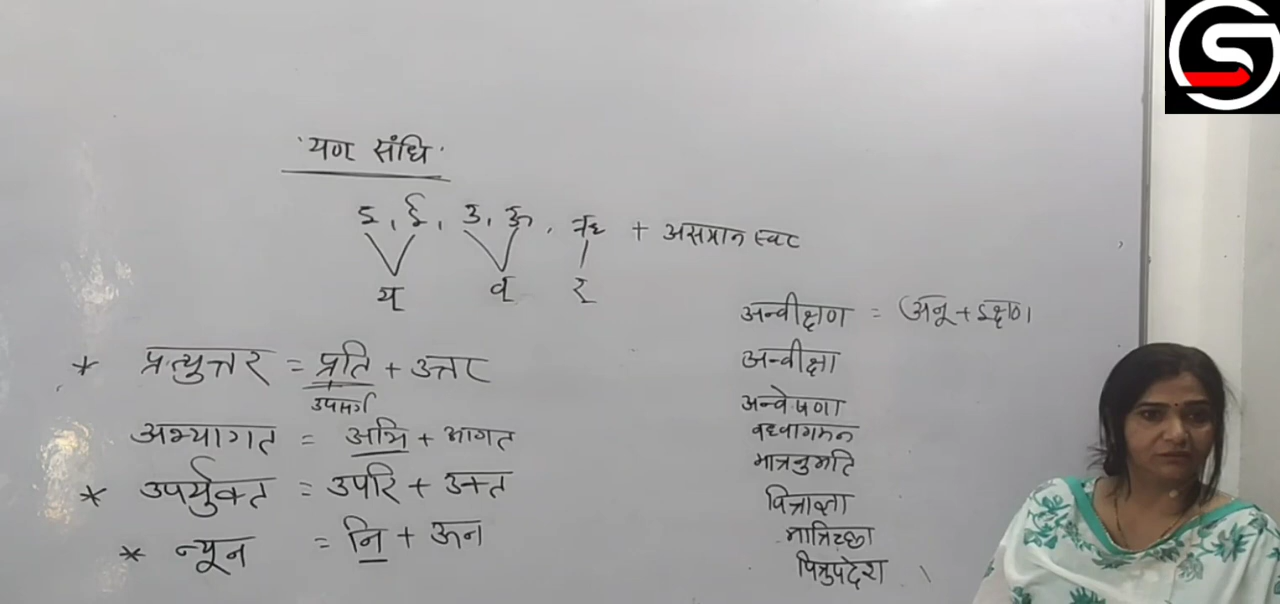 'यण संधि'
इ, ई, उ, ऊ, ऋ + असमान स्वर
य् व् र्
* प्रत्युत्तर = प्रति + उत्तर
उपसर्ग
अभ्यागत = अभि + आगत
* उपर्युक्त = उपरि + उक्त
* न्यून = नि + ऊन
अन्वीक्षण = (अनु + ईक्षण)
अन्वीक्षा
अन्वेषणा
वध्वागमन
मात्रनुमति
पित्राज्ञा
मात्रिच्छा
पित्रुपदेश